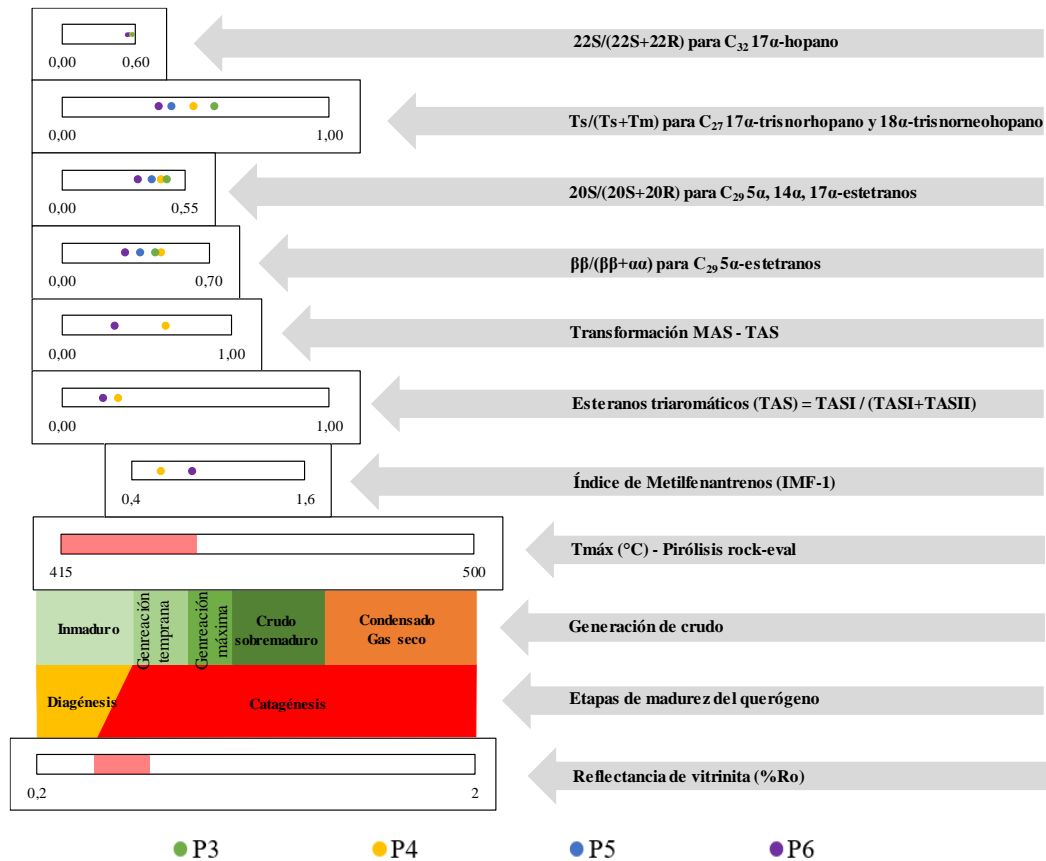 22S/(22S+22R) para C32 17α-hopano
0,00 0,60
Ts/(Ts+Tm) para C27 17α-trisnorhopano y 18α-trisnorneohopano
0,00 1,00
20S/(20S+20R) para C29 5α, 14α, 17α-estetranos
0,00 0,55
ββ/(ββ+αα) para C29 5α-estetranos
0,00 0,70
Transformación MAS - TAS
0,00 1,00
Esteranos triaromáticos (TAS) = TASI / (TASI+TASII)
0,00 1,00
Índice de Metilfenantrenos (IMF-1)
0,4 1,6
Tmáx (°C) - Pirólisis rock-eval
415 500
Inmaduro
Genreación
temprana
Genreación
máxima
Crudo
sobremaduro
Condensado
Gas seco
Generación de crudo
Diagénesis
Catagénesis
Etapas de madurez del querógeno
Reflectancia de vitrinita (%Ro)
0,2 2
P3 P4 P5 P6